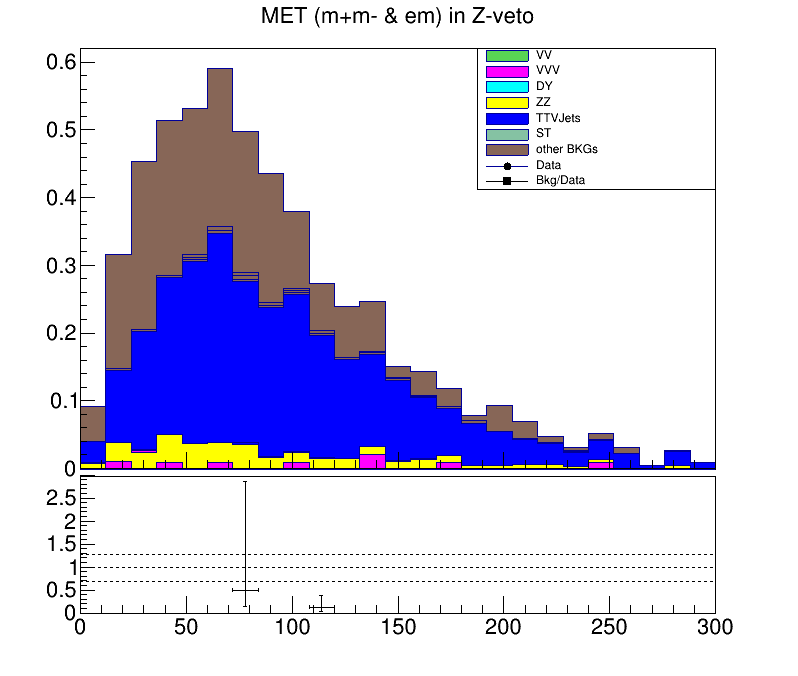 MET (m+m- & em) in Z-veto
0.6
0.5
0.4
0.3
0.2
0.1
0
VV
VVV
DY
ZZ
TTVJets
ST
other BKGs
Data
Bkg/Data
2.5
2
1.5
1
0.5
0
0 50 100 150 200 250 300